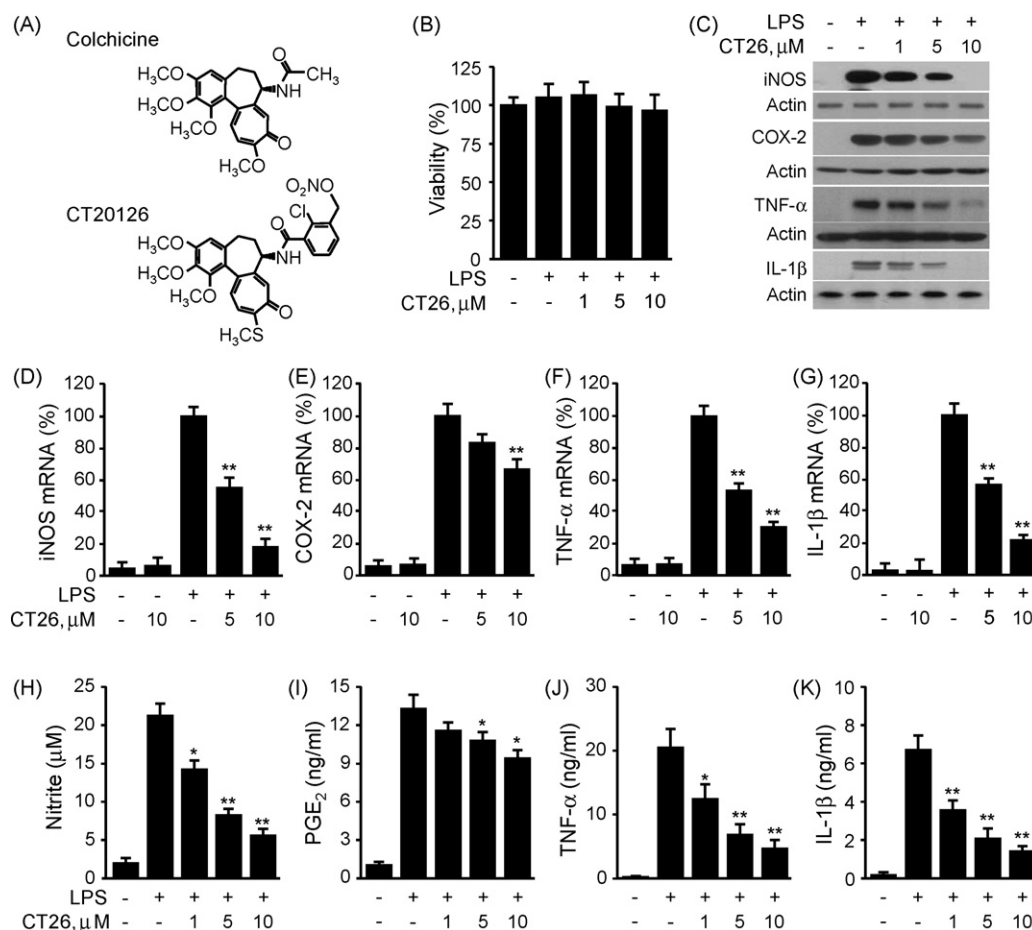 (A)
Colchicine
H₃CO
H₃CO
H₃CO
H₃CO
O
O
NH
CH₃
CT20126
H₃CO
H₃CO
H₃CO
H₃CS
O
O
NH
Cl
O₂NO
(B)
Viability (%)
125
100
75
50
25
0
LPS - + + + +
CT26, μM - - 1 5 10
(C)
LPS - + + + +
CT26, μM - - 1 5 10
iNOS
Actin
COX-2
Actin
TNF-α
Actin
IL-1β
Actin
(D)
iNOS mRNA (%)
120
100
80
60
40
20
0
**
**
LPS - - + + +
CT26, μM - 10 - 5 10
(E)
COX-2 mRNA (%)
120
100
80
60
40
20
0
**
- - + + +
- 10 - 5 10
(F)
TNF-α mRNA (%)
120
100
80
60
40
20
0
**
**
- - + + +
- 10 - 5 10
(G)
IL-1β mRNA (%)
120
100
80
60
40
20
0
**
**
- - + + +
- 10 - 5 10
(H)
Nitrite (μM)
25
20
15
10
5
0
*
**
**
LPS - + + + +
CT26, μM - - 1 5 10
(I)
PGE₂ (ng/ml)
15
12
9
6
3
0
*
*
- + + + +
- - 1 5 10
(J)
TNF-α (ng/ml)
30
20
10
0
*
**
**
- + + + +
- - 1 5 10
(K)
IL-1β (ng/ml)
10
8
6
4
2
0
**
**
**
- + + + +
- - 1 5 10